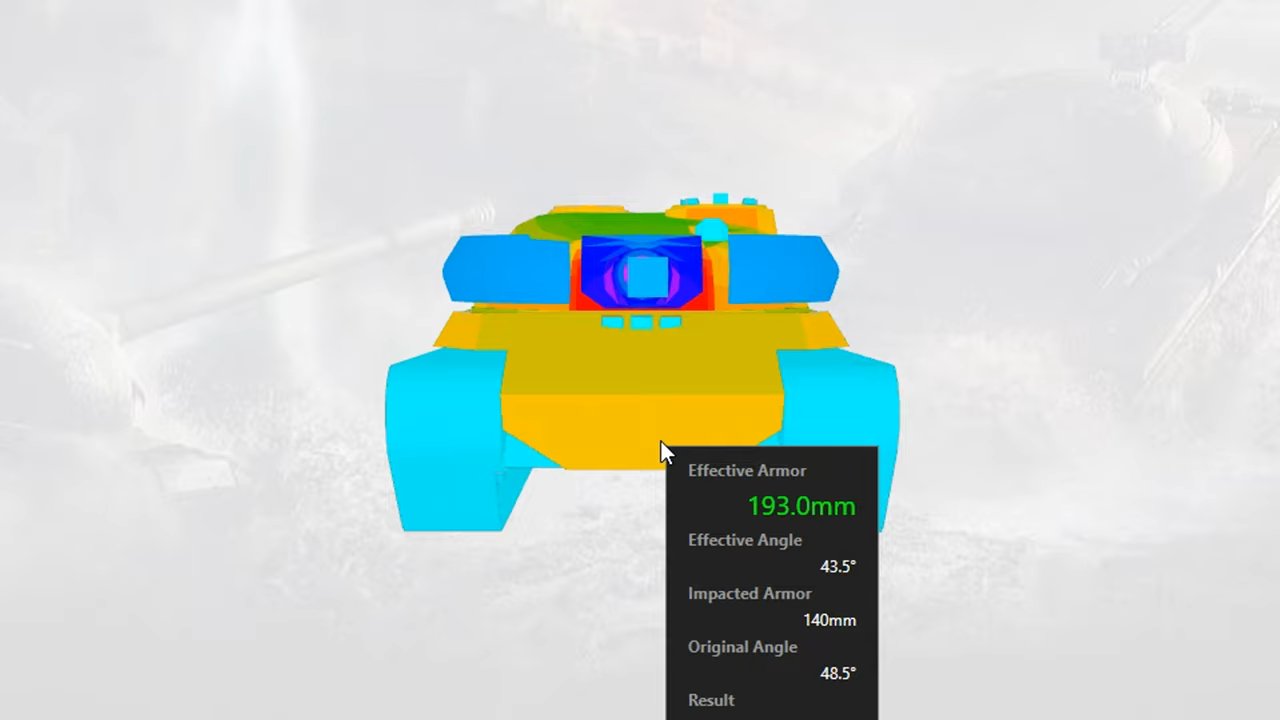 Effective Armor
193.0mm
Effective Angle
43.5°
Impacted Armor
140mm
Original Angle
48.5°
Result